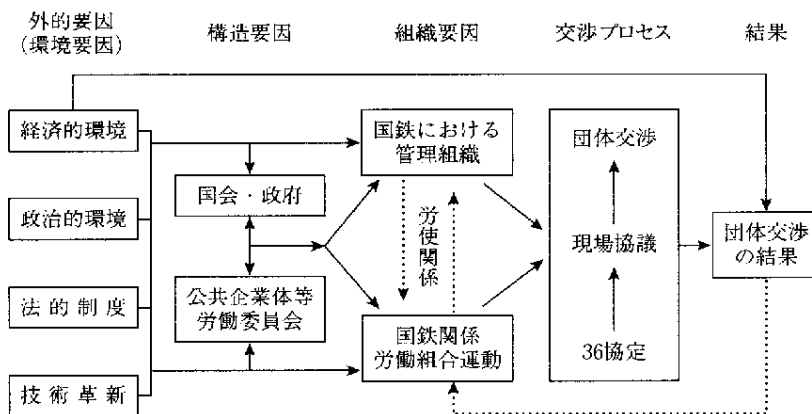 外的要因
(環境要因)
構造要因
組織要因
交渉プロセス
結果
経済的環境
政治的環境
法的制度
技術革新
国会・政府
公共企業体等
労働委員会
国鉄における
管理組織
労使関係
国鉄関係
労働組合運動
団体交渉
現場協議
36協定
団体交渉
の結果